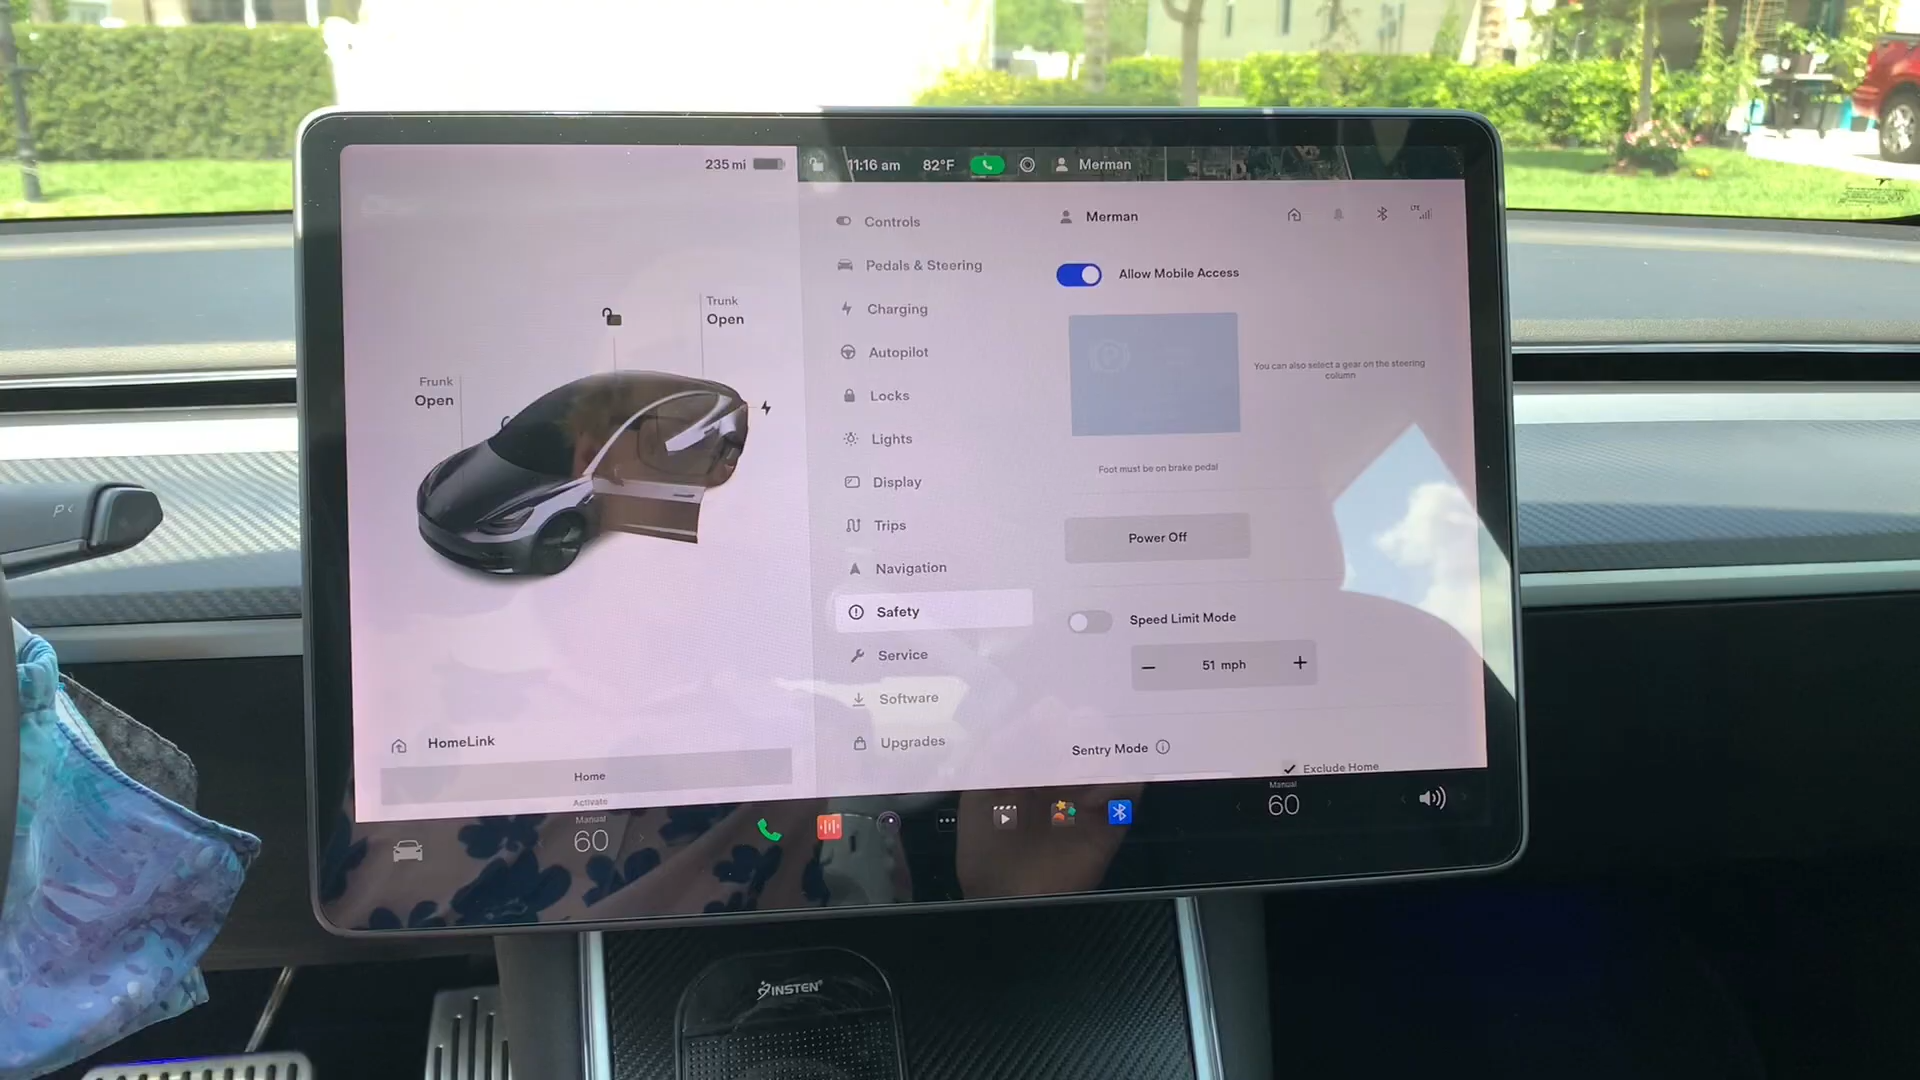 235 mi
11:16 am 82°F Merman
Trunk
Open
Frunk
Open
HomeLink
Home
Activate
Controls
Pedals & Steering
Charging
Autopilot
Locks
Lights
Display
Trips
Navigation
Safety
Service
Software
Upgrades
Merman
LTE
Allow Mobile Access
P
You can also select a gear on the steering
column
Foot must be on brake pedal
Power Off
Speed Limit Mode
51 mph
Sentry Mode
Exclude Home
Manual
60
Manual
60
P
INSTEN